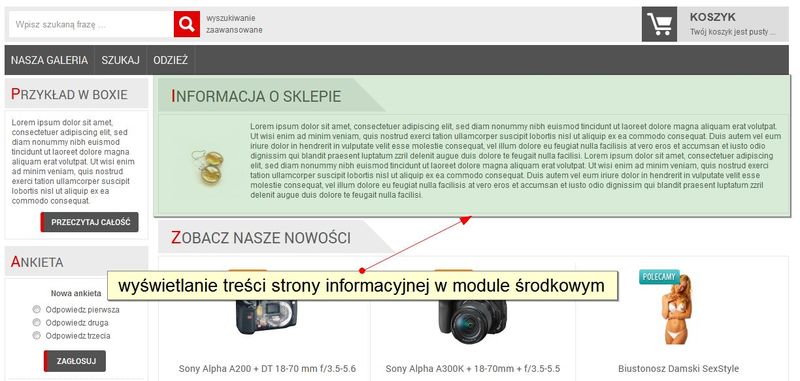 Wpisz szukaną frazę ...
wyszukiwanie
zaawansowane
KOSZYK
Twój koszyk jest pusty ...
NASZA GALERIA SZUKAJ ODZIEŻ
PRZYKŁAD W BOXIE
Lorem ipsum dolor sit amet,
consectetuer adipiscing elit, sed
diam nonummy nibh euismod
tincidunt ut laoreet dolore magna
aliquam erat volutpat. Ut wisi enim
ad minim veniam, quis nostrud
exerci tation ullamcorper suscipit
lobortis nisl ut aliquip ex ea
commodo consequat.
PRZECZYTAJ CAŁOŚĆ
INFORMACJA O SKLEPIE
Lorem ipsum dolor sit amet, consectetuer adipiscing elit, sed diam nonummy nibh euismod tincidunt ut laoreet dolore magna aliquam erat volutpat.
Ut wisi enim ad minim veniam, quis nostrud exerci tation ullamcorper suscipit lobortis nisl ut aliquip ex ea commodo consequat. Duis autem vel eum
iriure dolor in hendrerit in vulputate velit esse molestie consequat, vel illum dolore eu feugiat nulla facilisis at vero eros et accumsan et iusto odio
dignissim qui blandit praesent luptatum zzril delenit augue duis dolore te feugait nulla facilisi. Lorem ipsum dolor sit amet, consectetuer adipiscing
elit, sed diam nonummy nibh euismod tincidunt ut laoreet dolore magna aliquam erat volutpat. Ut wisi enim ad minim veniam, quis nostrud exerci
tation ullamcorper suscipit lobortis nisl ut aliquip ex ea commodo consequat. Duis autem vel eum iriure dolor in hendrerit in vulputate velit esse
molestie consequat, vel illum dolore eu feugiat nulla facilisis at vero eros et accumsan et iusto odio dignissim qui blandit praesent luptatum zzril
delenit augue duis dolore te feugait nulla facilisi.
ZOBACZ NASZE NOWOŚCI
ANKIETA
Nowa ankieta
Odpowiedz pierwsza
Odpowiedz druga
Odpowiedz trzecia
ZAGŁOSUJ
wyświetlanie treści strony informacyjnej w module środkowym
POLECAMY
Sony Alpha A200 + DT 18-70 mm f/3.5-5.6
Sony Alpha A300K + 18-70mm + f/3.5-5.5
Biustonosz Damski SexStyle